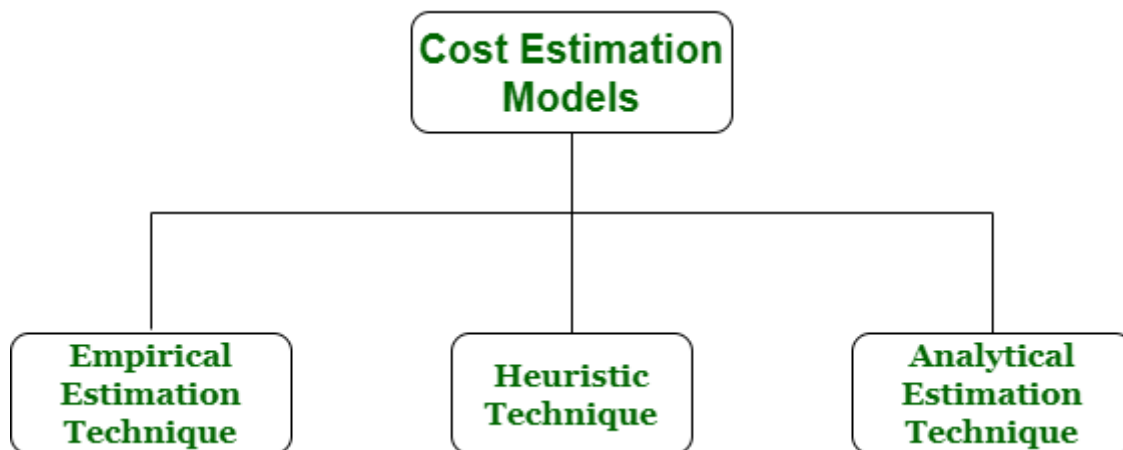 Cost Estimation
Models
Empirical
Estimation
Technique
Heuristic
Technique
Analytical
Estimation
Technique